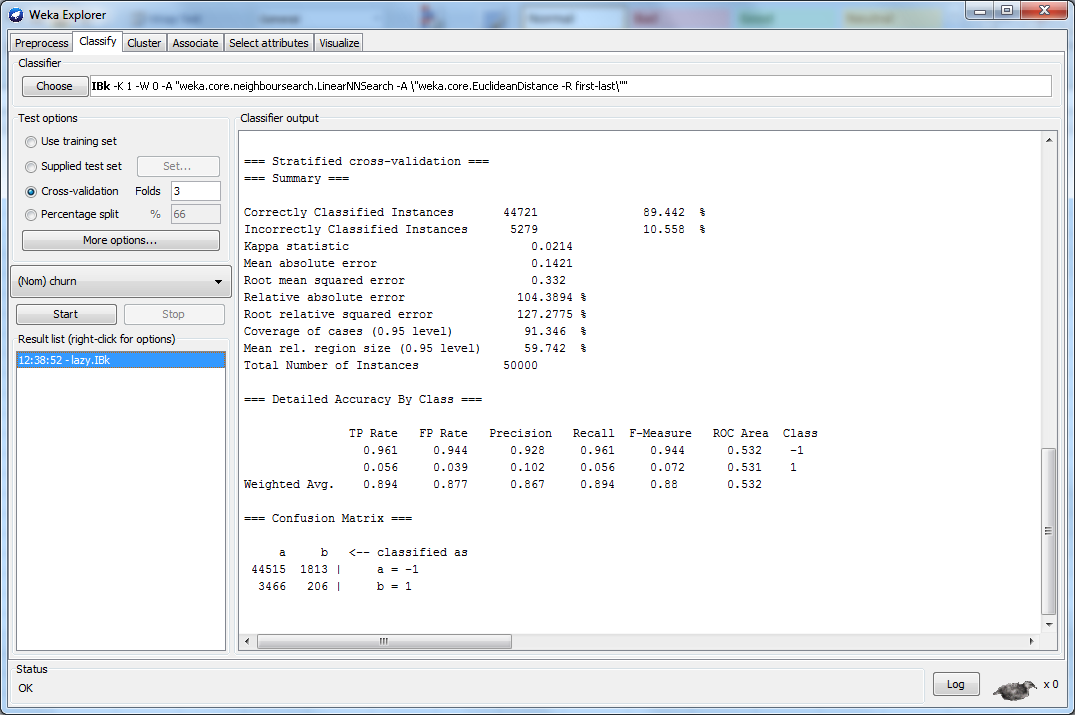 Weka Explorer
Preprocess Classify Cluster Associate Select attributes Visualize
Classifier
Choose IBk -K 1 -W 0 -A "weka.core.neighboursearch.LinearNNSearch -A \"weka.core.EuclideanDistance -R first-last\""
Test options
Use training set
Supplied test set Set...
Cross-validation Folds 3
Percentage split % 66
More options...
(Nom) churn
Start Stop
Result list (right-click for options)
12:38:52 - lazy.IBk
Classifier output
=== Stratified cross-validation ===
=== Summary ===
Correctly Classified Instances 44721 89.442 %
Incorrectly Classified Instances 5279 10.558 %
Kappa statistic 0.0214
Mean absolute error 0.1421
Root mean squared error 0.332
Relative absolute error 104.3894 %
Root relative squared error 127.2775 %
Coverage of cases (0.95 level) 91.346 %
Mean rel. region size (0.95 level) 59.742 %
Total Number of Instances 50000
=== Detailed Accuracy By Class ===
TP Rate FP Rate Precision Recall F-Measure ROC Area Class
0.961 0.944 0.928 0.961 0.944 0.532 -1
0.056 0.039 0.102 0.056 0.072 0.531 1
Weighted Avg. 0.894 0.877 0.867 0.894 0.88 0.532
=== Confusion Matrix ===
a b <-- classified as
44515 1813 | a = -1
3466 206 | b = 1
Status
OK
Log x 0